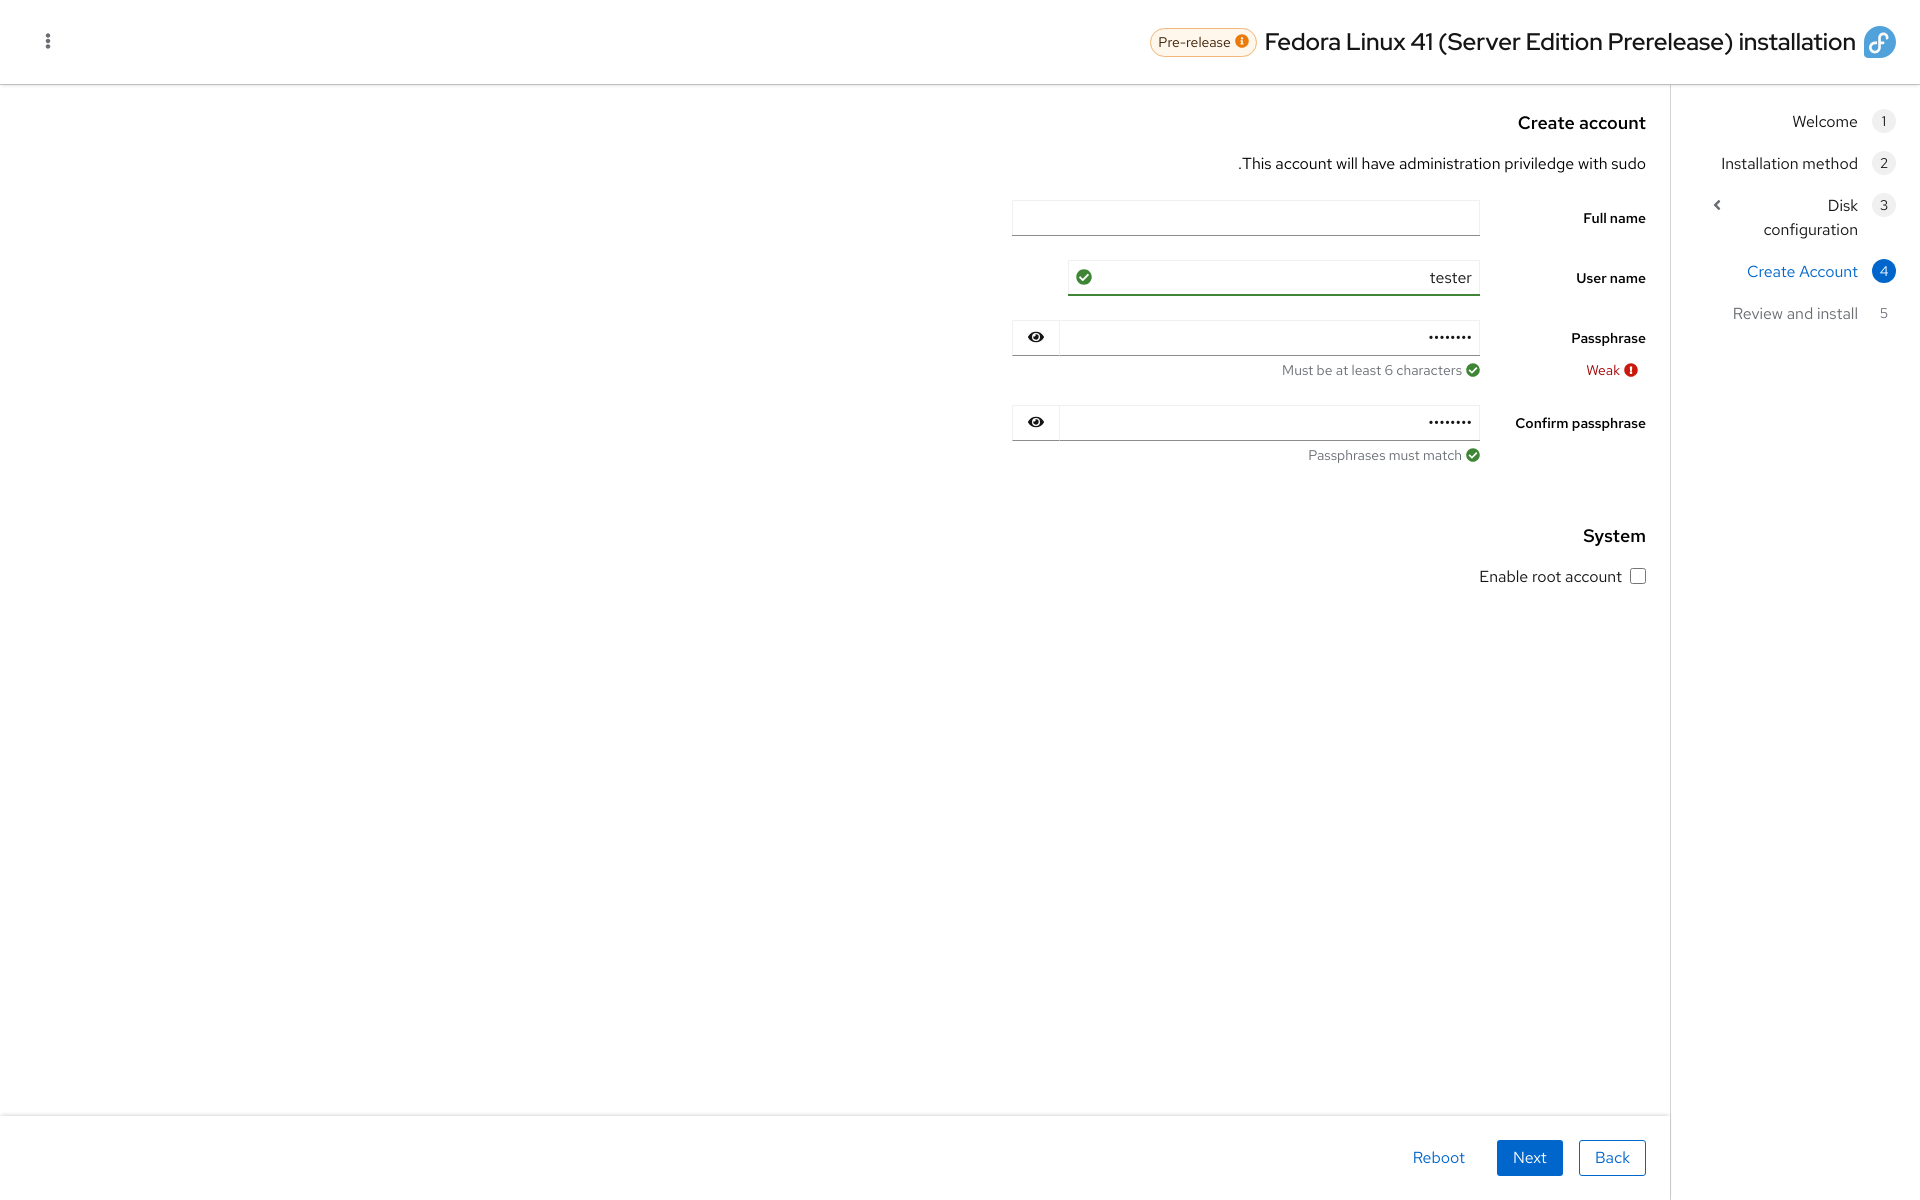 Fedora Linux 41 (Server Edition Prerelease) installation
Pre-release
1 Welcome
2 Installation method
3 Disk
configuration
4 Create Account
5 Review and install
Create account
.This account will have administration priviledge with sudo
Full name
User name
tester
Passphrase
••••••••
Weak
Must be at least 6 characters
Confirm passphrase
••••••••
Passphrases must match
System
Enable root account
Back
Next
Reboot